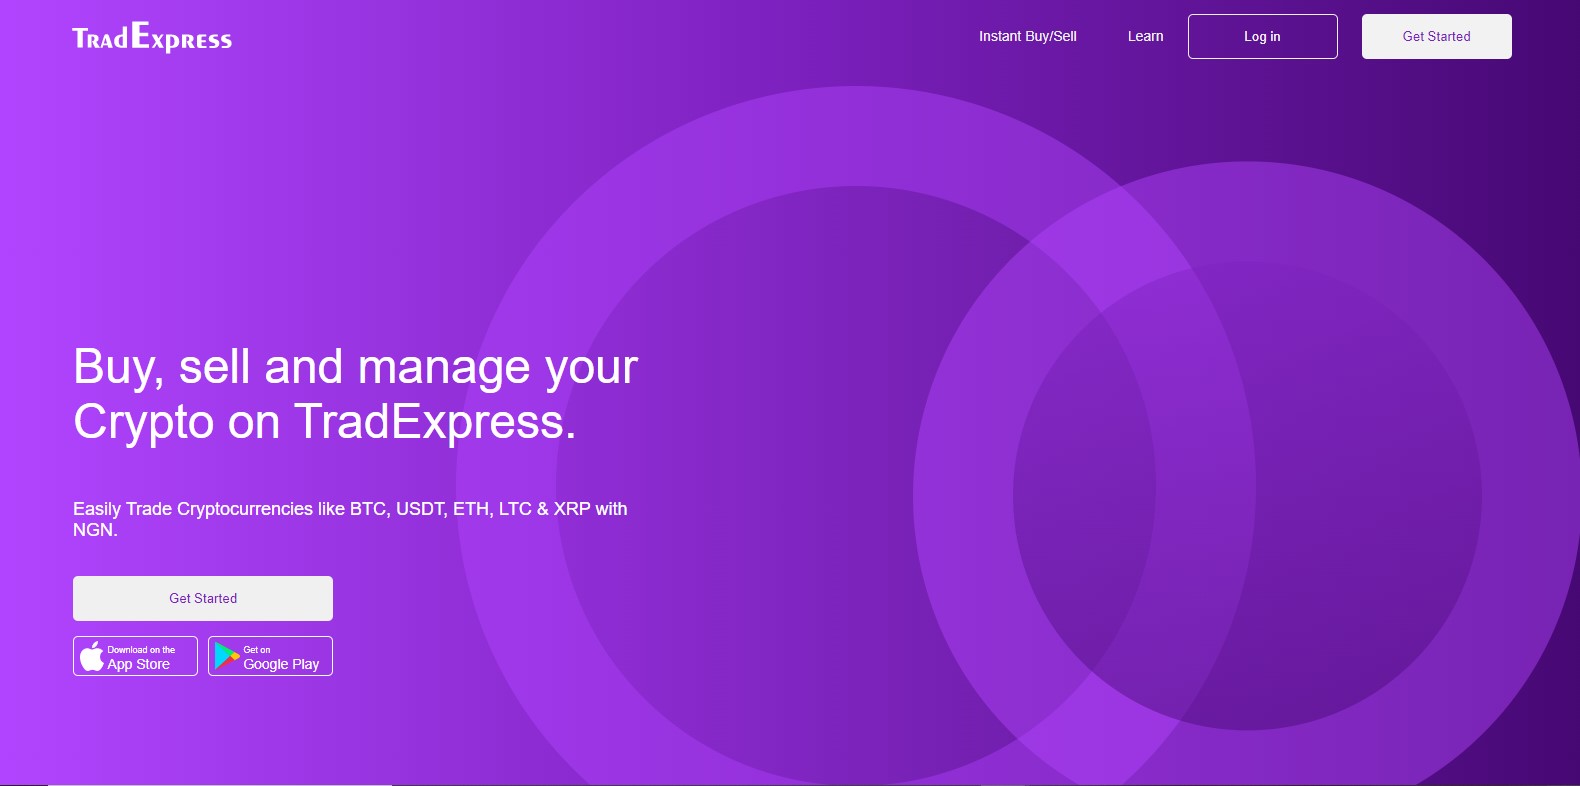 TRADEXPRESS
Instant Buy/Sell
Learn
Log in
Get Started
Buy, sell and manage your
Crypto on TradExpress.
Easily Trade Cryptocurrencies like BTC, USDT, ETH, LTC & XRP with
NGN.
Get Started
Download on the
App Store
Get on
Google Play